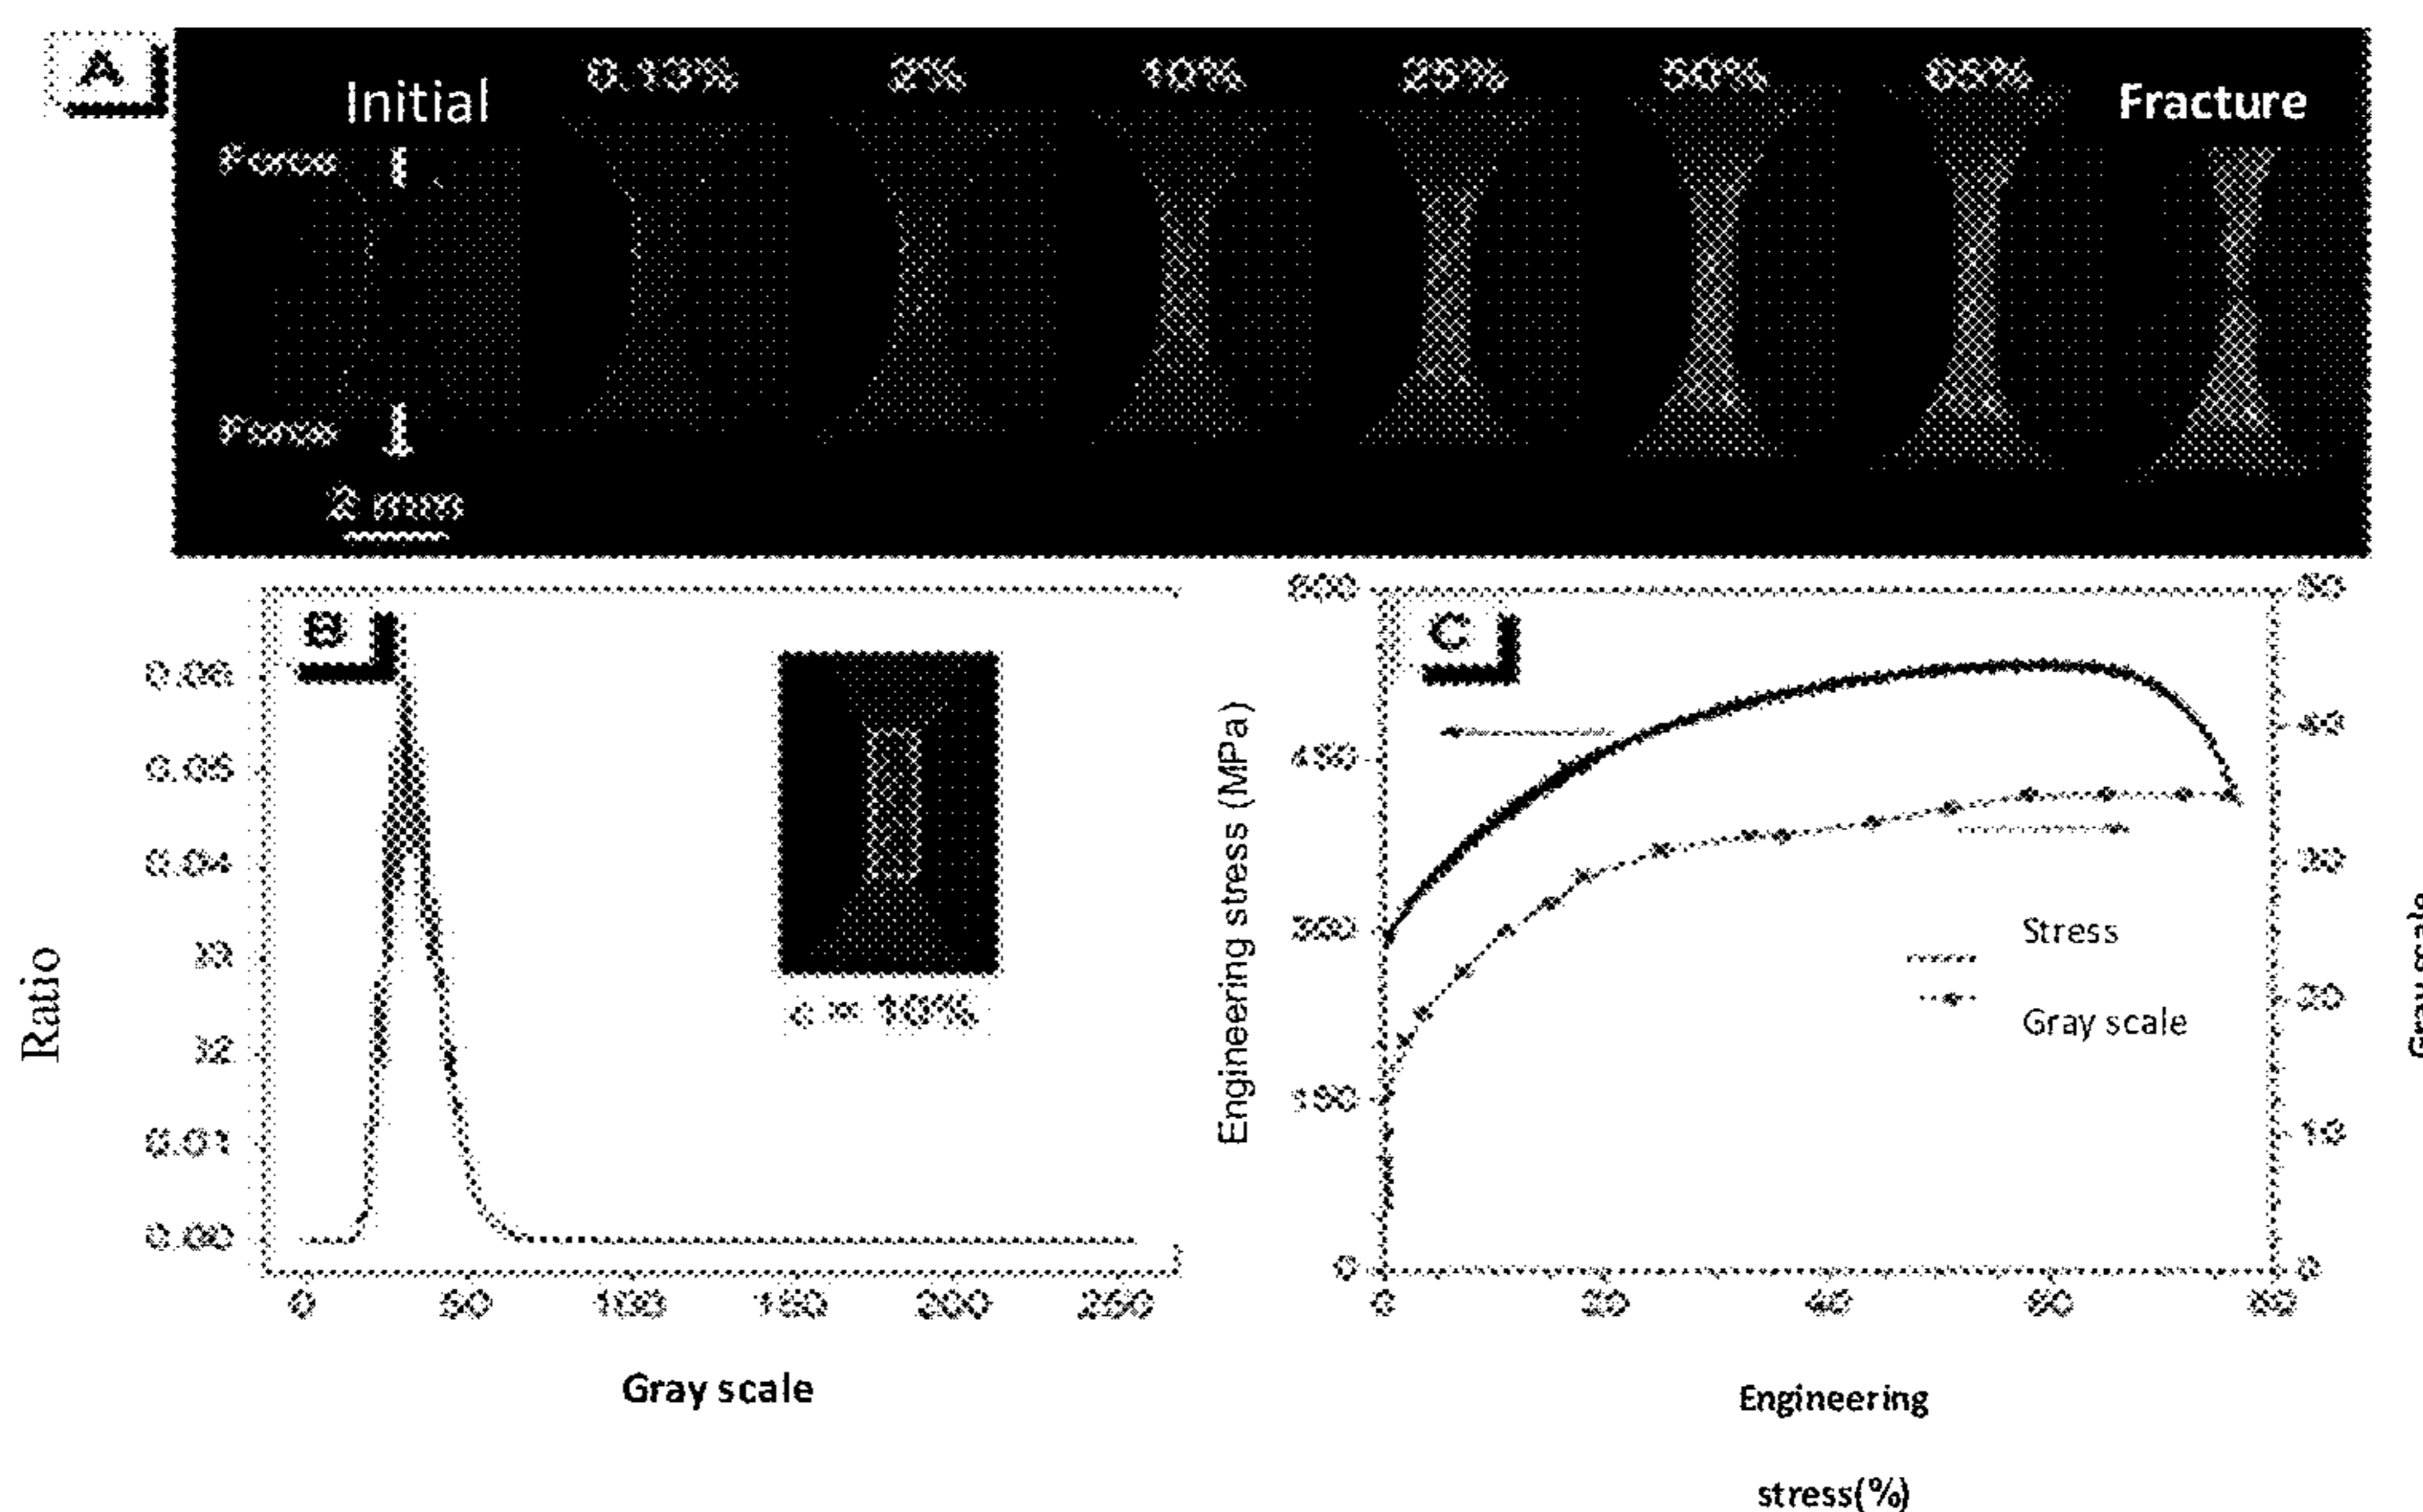 A
Initial
0.13%
2%
10%
25%
50%
65%
Fracture
Force
Force
2 mm
B
0.06
0.05
0.04
0.01
0.00
0 50 100 150 200 250
Ratio
Gray scale
= 10%
C
600
450
300
150
0
Engineering stress (MPa)
50
40
30
20
10
0
Gray scale
Stress
Gray scale
0 20 40 60 80
Engineering
stress(%)